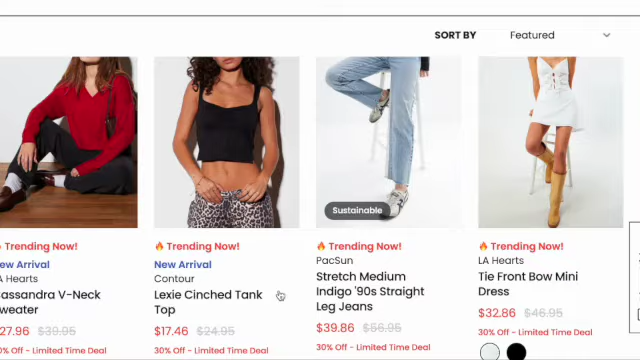 SORT BY Featured
Trending Now!
ew Arrival
A Hearts
assandra V-Neck
weater
27.96 $39.95
30% Off - Limited Time Deal
Trending Now!
New Arrival
Contour
Lexie Cinched Tank
Top
$17.46 $24.95
30% Off - Limited Time Deal
Sustainable
Trending Now!
PacSun
Stretch Medium
Indigo '90s Straight
Leg Jeans
$39.86 $56.95
30% Off - Limited Time Deal
Trending Now!
LA Hearts
Tie Front Bow Mini
Dress
$32.86 $46.95
30% Off - Limited Time Deal